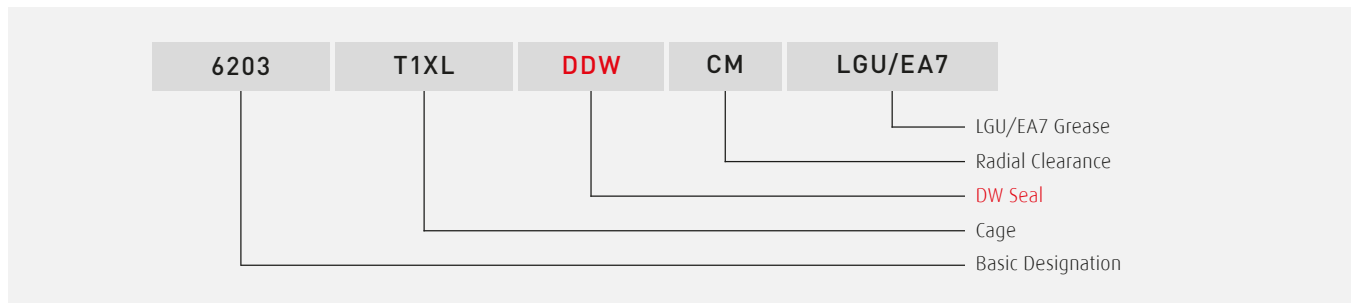 6203 T1XL DDW CM LGU/EA7
LGU/EA7 Grease
Radial Clearance
DW Seal
Cage
Basic Designation